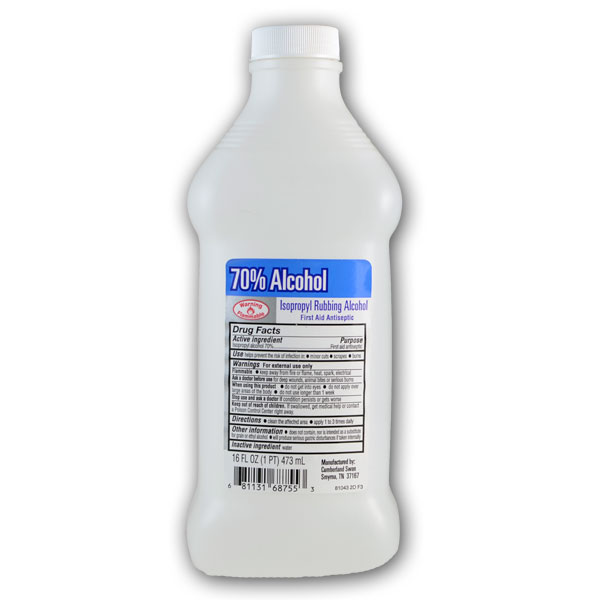 70% Alcohol
Warning
Flammable
Isopropyl Rubbing Alcohol
First Aid Antiseptic
Drug Facts
Active ingredient Purpose
Isopropyl alcohol 70% First aid antiseptic
Use helps prevent the risk of infection in: ● minor cuts ● scrapes ● burns
Warnings For external use only
Flammable ● keep away from fire or flame, heat, spark, electrical
Ask a doctor before use for deep wounds, animal bites or serious burns
When using this product ● do not get into eyes ● do not apply over
large areas of the body ● do not use longer than 1 week
Stop use and ask a doctor if condition persists or gets worse
Keep out of reach of children. If swallowed, get medical help or contact
a Poison Control Center right away.
Directions ● clean the affected area ● apply 1 to 3 times daily
Other information ● does not contain, nor is intended as a substitute
for grain or ethyl alcohol ● will produce serious gastric disturbances if taken internally
Inactive ingredient water
16 FL OZ (1 PT) 473 mL
Manufactured by:
Cumberland Swan
Smyrna, TN 37167
6 81131 68755 3
81043 2D F3